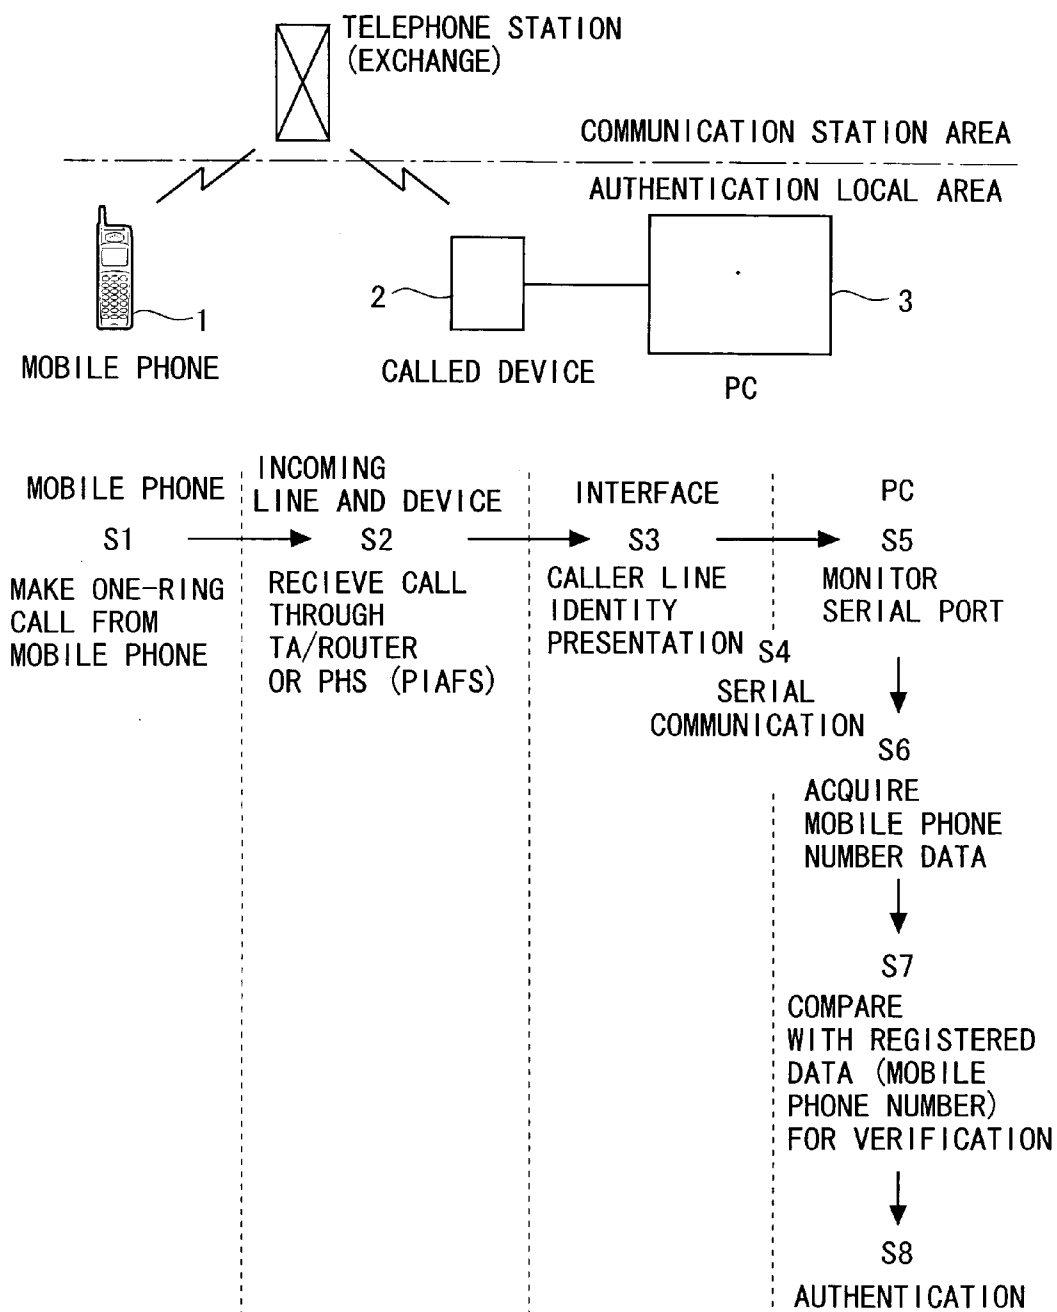 TELEPHONE STATION
(EXCHANGE)
COMMUNICATION STATION AREA
AUTHENTICATION LOCAL AREA
1
2
3
MOBILE PHONE
CALLED DEVICE
PC
MOBILE PHONE
S1
MAKE ONE-RING
CALL FROM
MOBILE PHONE
INCOMING
LINE AND DEVICE
S2
RECIEVE CALL
THROUGH
TA/ROUTER
OR PHS (PIAFS)
INTERFACE
S3
CALLER LINE
IDENTITY
PRESENTATION
S4
SERIAL
COMMUNICATION
PC
S5
MONITOR
SERIAL PORT
S6
ACQUIRE
MOBILE PHONE
NUMBER DATA
S7
COMPARE
WITH REGISTERED
DATA (MOBILE
PHONE NUMBER)
FOR VERIFICATION
S8
AUTHENTICATION